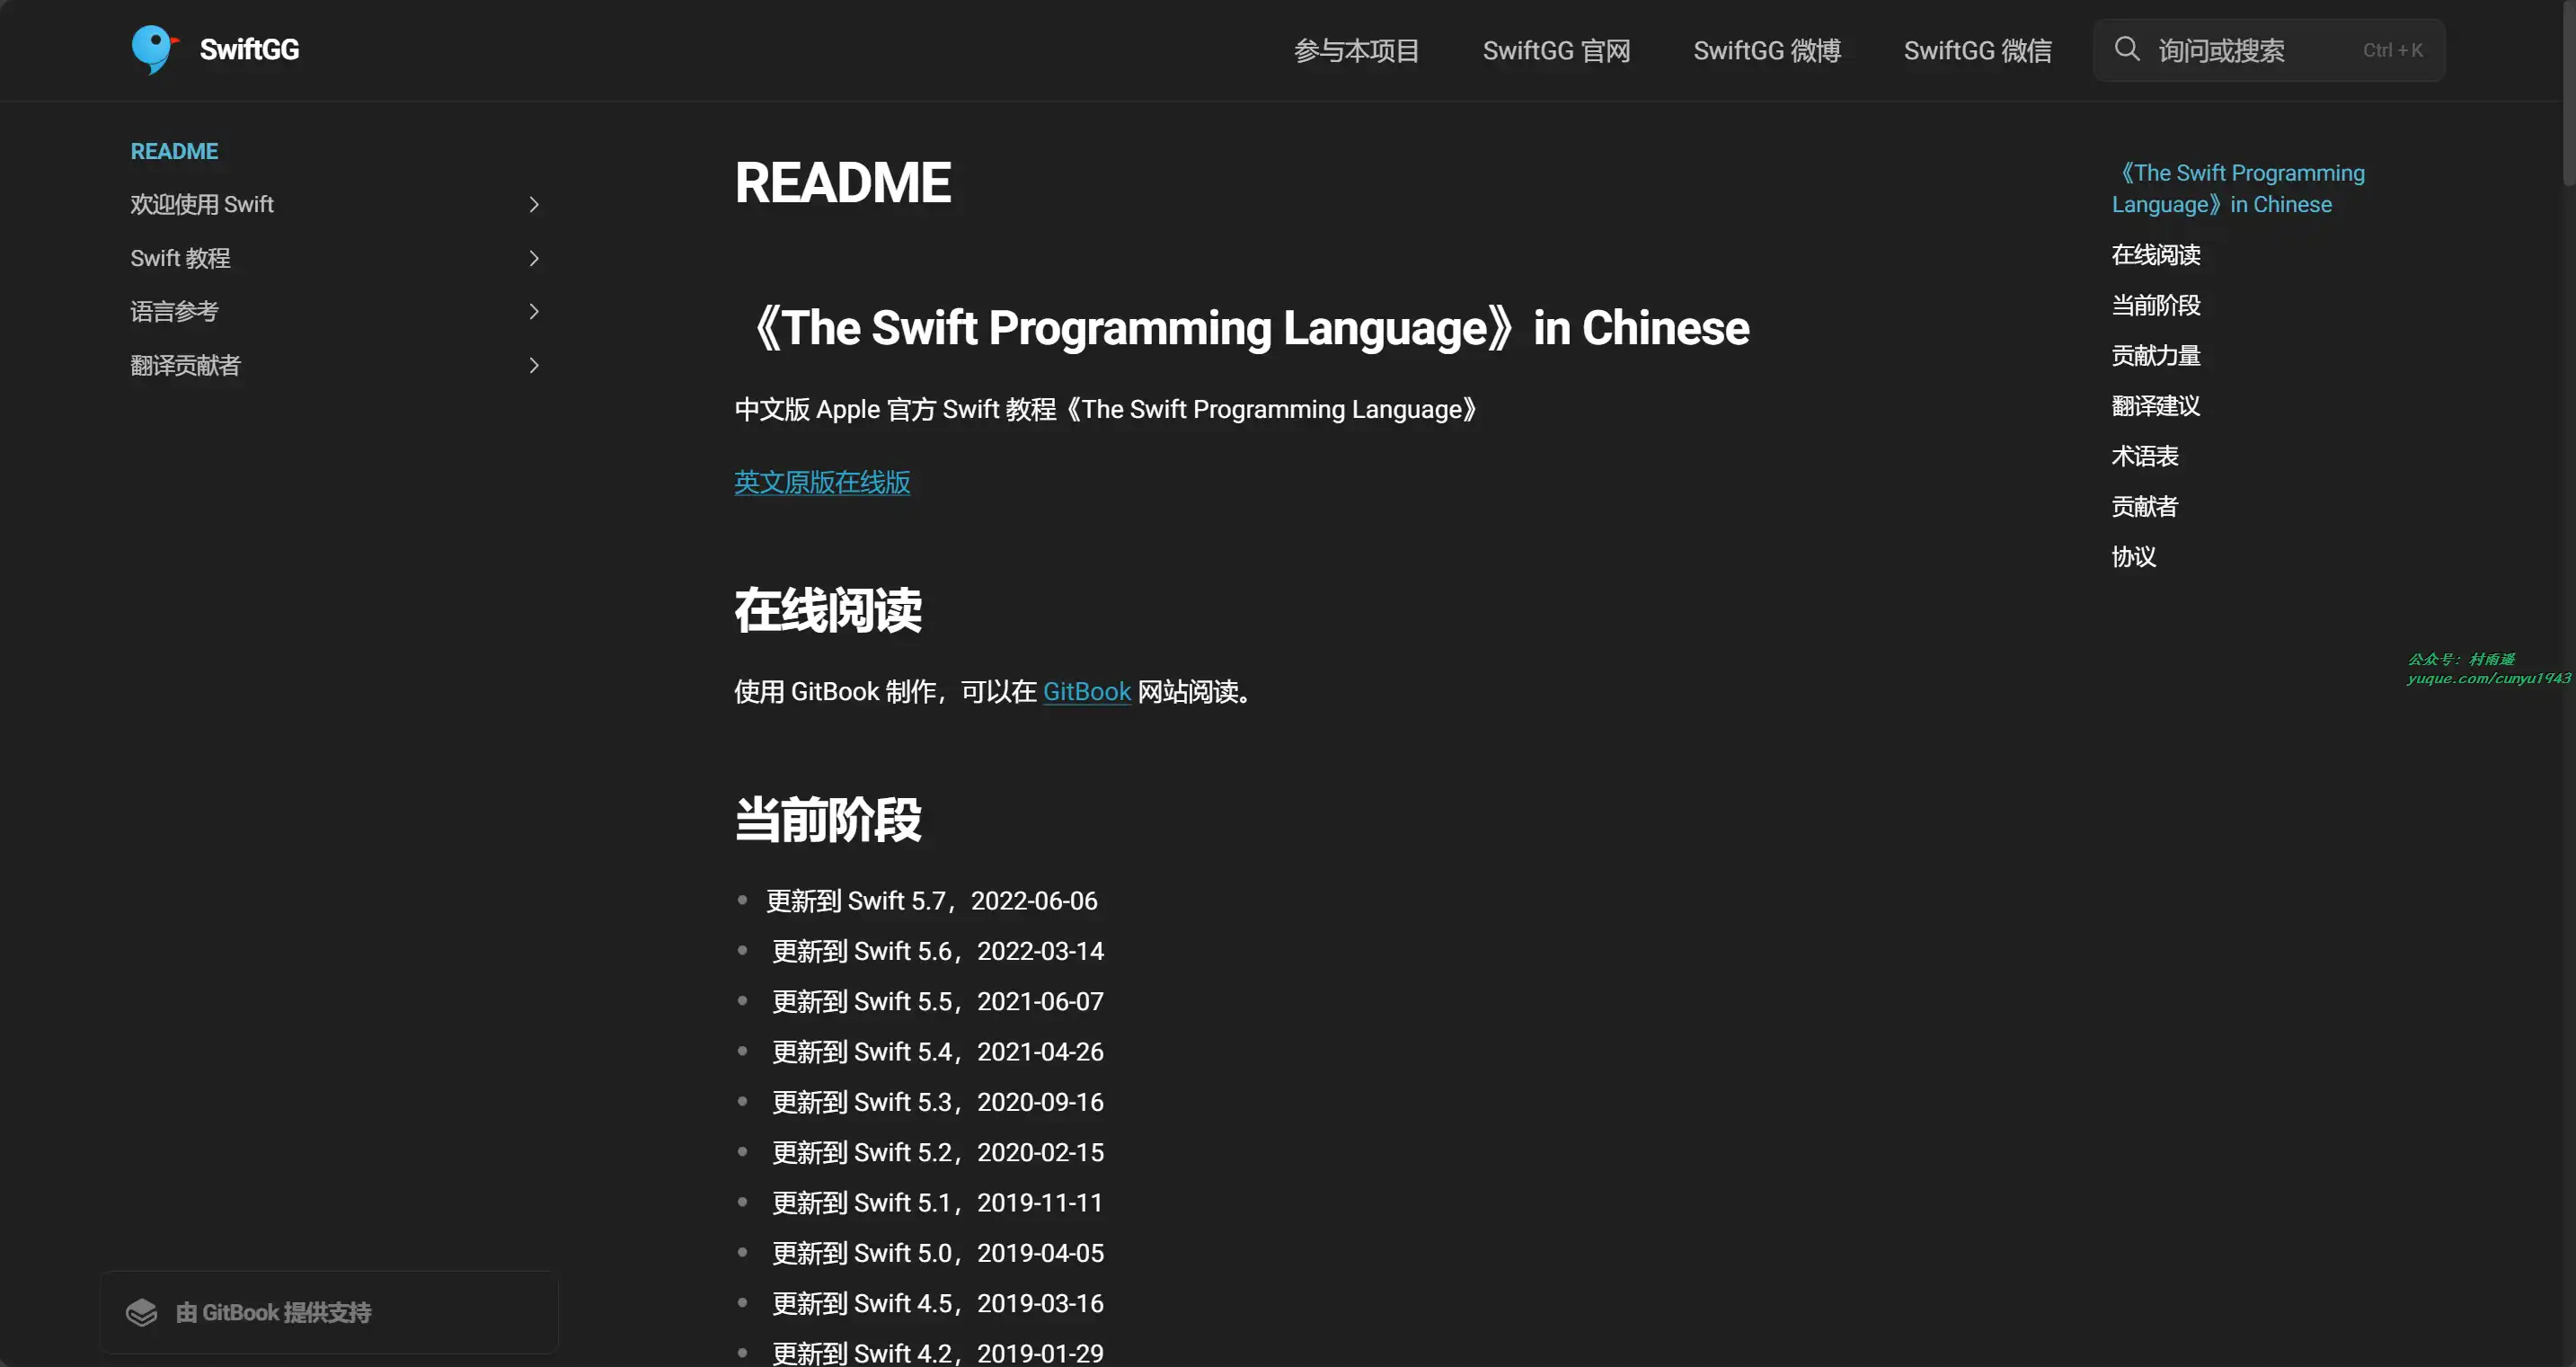 SwiftGG
参与本项目
SwiftGG 官网
SwiftGG 微博
SwiftGG 微信
询问或搜索
Ctrl + K
README
欢迎使用 Swift
Swift 教程
语言参考
翻译贡献者
由 GitBook 提供支持
README
《The Swift Programming Language》in Chinese
中文版 Apple 官方 Swift 教程《The Swift Programming Language》
英文原版在线版
在线阅读
使用 GitBook 制作，可以在 GitBook 网站阅读。
当前阶段
更新到 Swift 5.7，2022-06-06
更新到 Swift 5.6，2022-03-14
更新到 Swift 5.5，2021-06-07
更新到 Swift 5.4，2021-04-26
更新到 Swift 5.3，2020-09-16
更新到 Swift 5.2，2020-02-15
更新到 Swift 5.1，2019-11-11
更新到 Swift 5.0，2019-04-05
更新到 Swift 4.5，2019-03-16
更新到 Swift 4.2，2019-01-29
《The Swift Programming
Language》in Chinese
在线阅读
当前阶段
贡献力量
翻译建议
术语表
贡献者
协议
公众号：村雨遥
yuque.com/cunyu1943